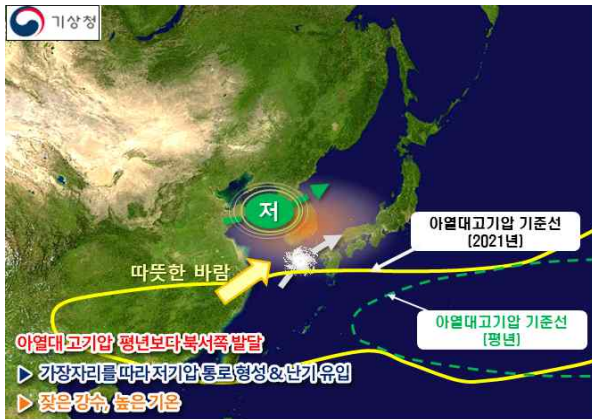 기상청
저
아열대고기압 기준선
(2021년)
따뜻한 바람
아열대고기압 기준선
(평년)
아열대 고기압 평년보다 북서쪽 발달
▶ 가장자리를 따라 저기압 통로 형성 & 난기 유입
▶ 잦은 강수, 높은 기온